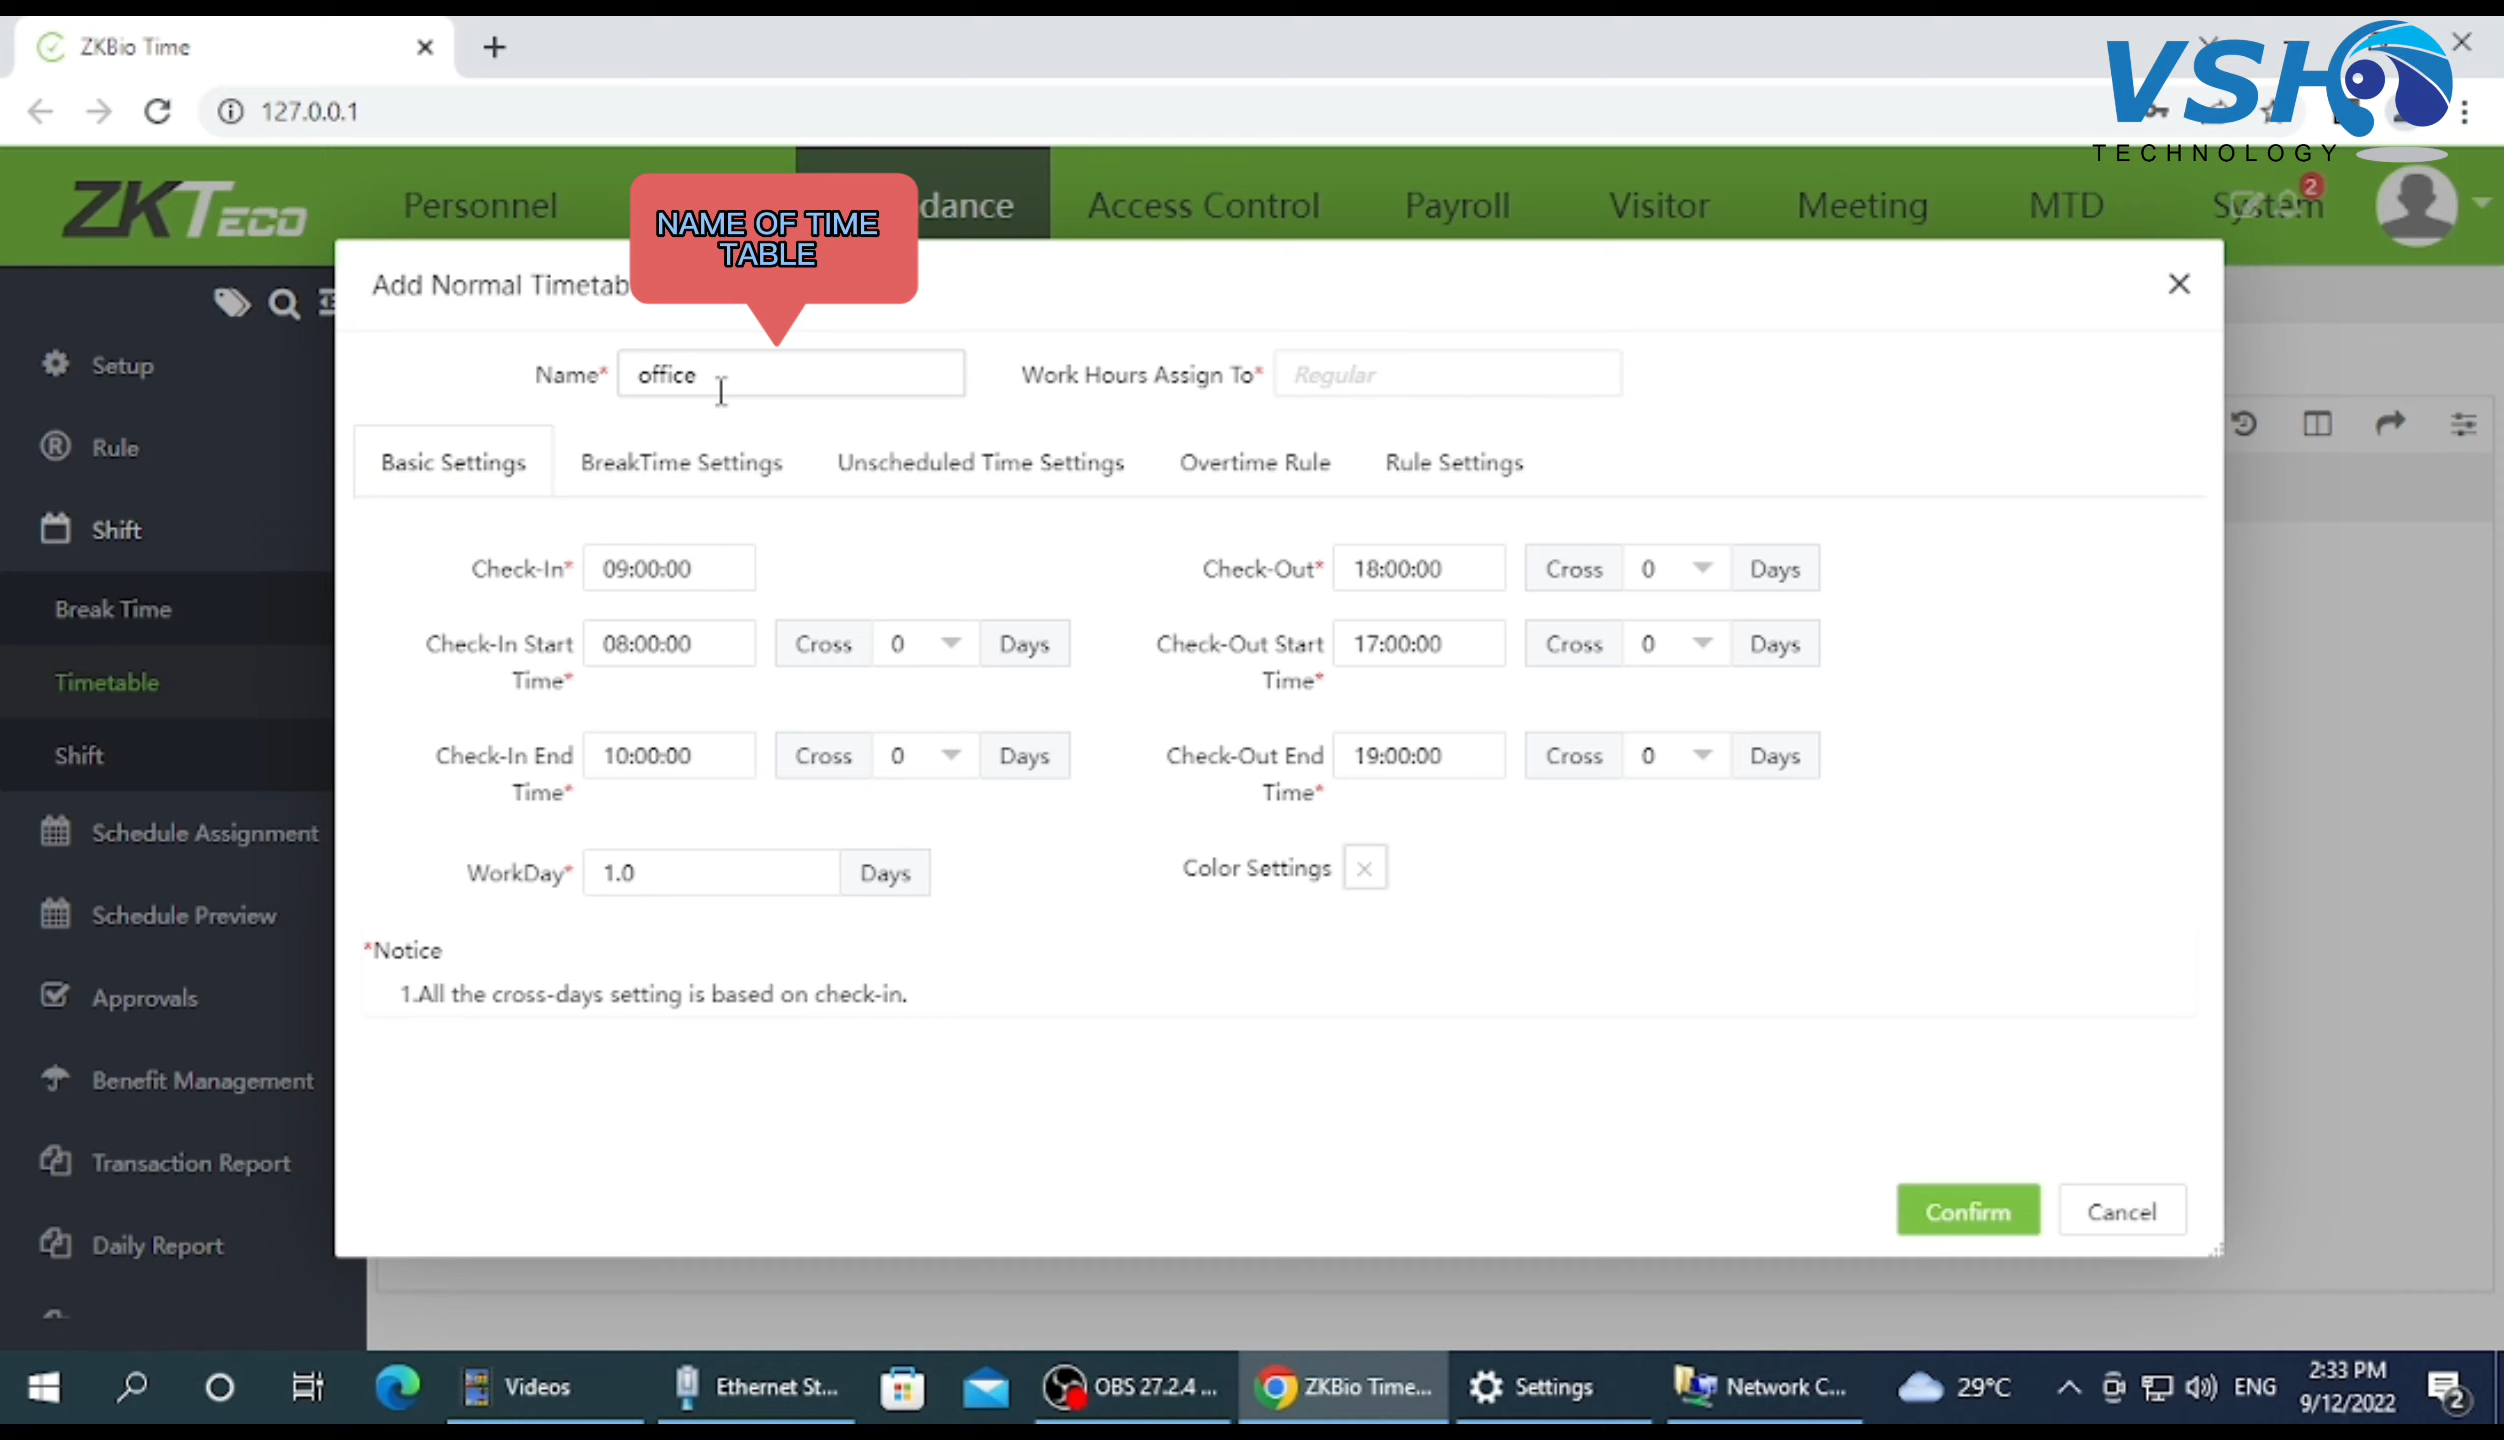 ZKBio Time
127.0.0.1
VSH
TECHNOLOGY
ZKTECO
Personnel
dance
Access Control
Payroll
Visitor
Meeting
MTD
System
2
NAME OF TIME
TABLE
Add Normal Timetab
Name* office
Work Hours Assign To* Regular
Basic Settings
BreakTime Settings
Unscheduled Time Settings
Overtime Rule
Rule Settings
Check-In* 09:00:00
Check-Out* 18:00:00 Cross 0 Days
Check-In Start 08:00:00 Cross 0 Days
Time*
Check-Out Start 17:00:00 Cross 0 Days
Time*
Check-In End 10:00:00 Cross 0 Days
Time*
Check-Out End 19:00:00 Cross 0 Days
Time*
WorkDay* 1.0 Days
Color Settings
*Notice
1.All the cross-days setting is based on check-in.
Confirm
Cancel
Setup
Rule
Shift
Break Time
Timetable
Shift
Schedule Assignment
Schedule Preview
Approvals
Benefit Management
Transaction Report
Daily Report
Videos
Ethernet St...
OBS 27.2.4 ...
ZKBio Time...
Settings
Network C...
29°C
ENG
2:33 PM
9/12/2022
2